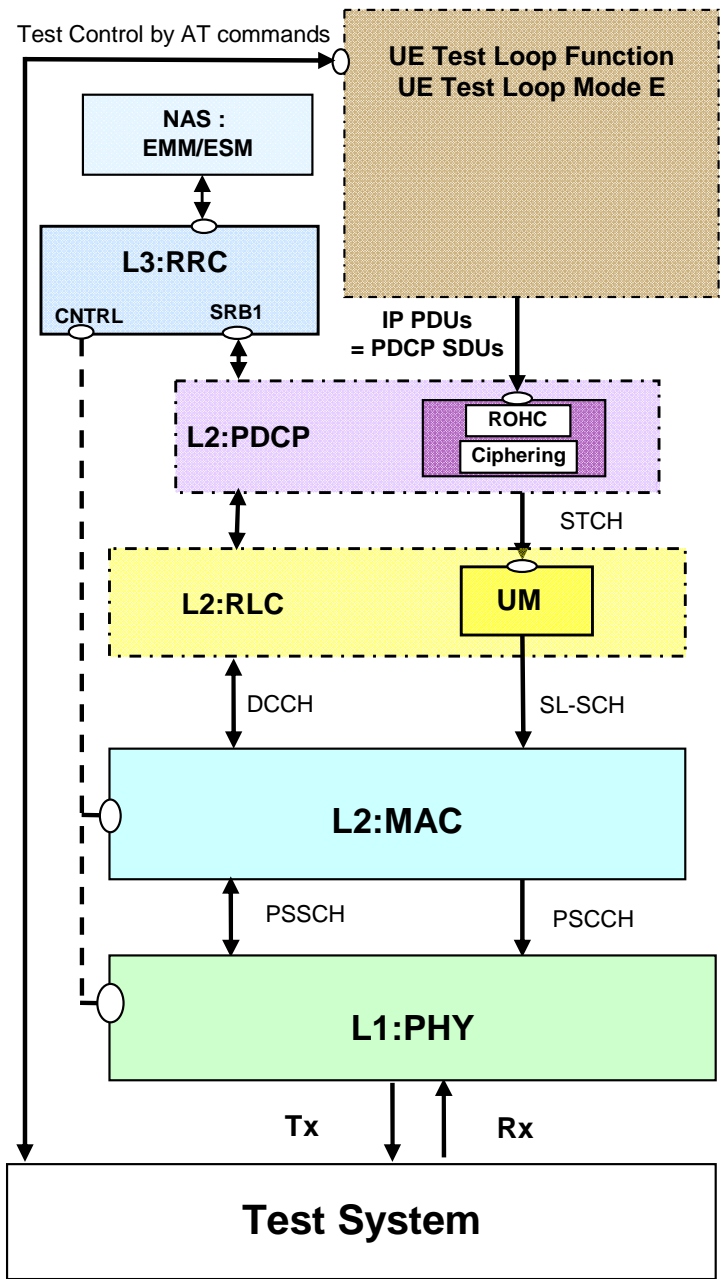 Test Control by AT commands
UE Test Loop Function
UE Test Loop Mode E
NAS :
EMM/ESM
L3:RRC
CNTRL
SRB1
IP PDUs
= PDCP SDUs
L2:PDCP
ROHC
Ciphering
STCH
L2:RLC
UM
DCCH
SL-SCH
L2:MAC
PSSCH
PSCCH
L1:PHY
Tx
Rx
Test System